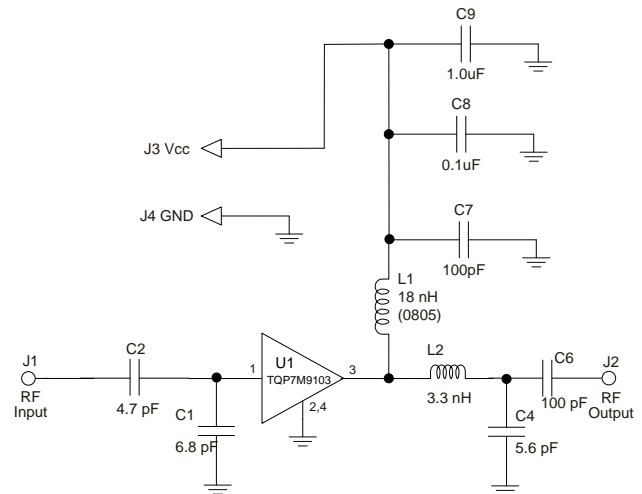 C9
1.0uF
C8
0.1uF
J3 Vcc
J4 GND
C7
100pF
L1
18 nH
(0805)
J1
RF
Input
C2
4.7 pF
C1
6.8 pF
1
U1
TQP7M9103
3
2,4
L2
3.3 nH
C6
100 pF
J2
RF
Output
C4
5.6 pF